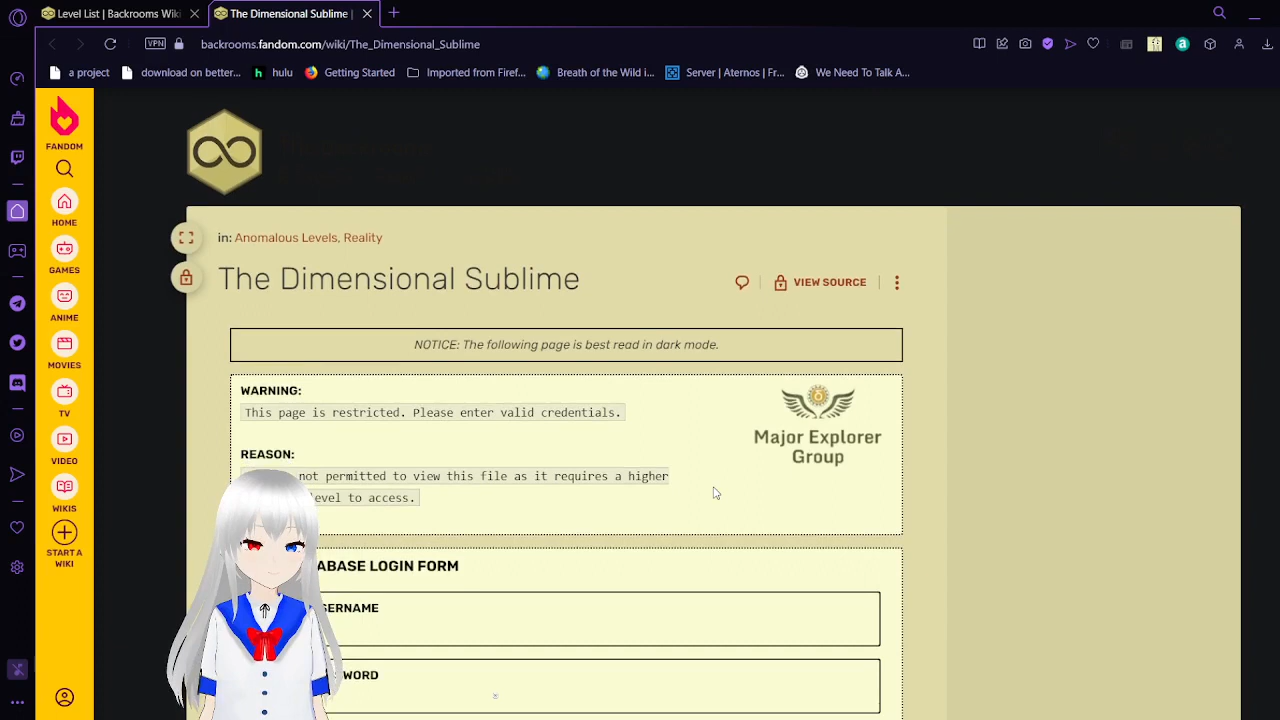 Level List | Backrooms Wiki
The Dimensional Sublime |
VPN
backrooms.fandom.com/wiki/The_Dimensional_Sublime
a project
download on better...
hulu
Getting Started
Imported from Firef...
Breath of the Wild i...
Server | Aternos | Fr...
We Need To Talk A...
FANDOM
HOME
GAMES
ANIME
MOVIES
TV
VIDEO
WIKIS
START A
WIKI
in: Anomalous Levels, Reality
The Dimensional Sublime
VIEW SOURCE
NOTICE: The following page is best read in dark mode.
WARNING:
This page is restricted. Please enter valid credentials.
REASON:
not permitted to view this file as it requires a higher
level to access.
Major Explorer
Group
ABASE LOGIN FORM
SERNAME
WORD